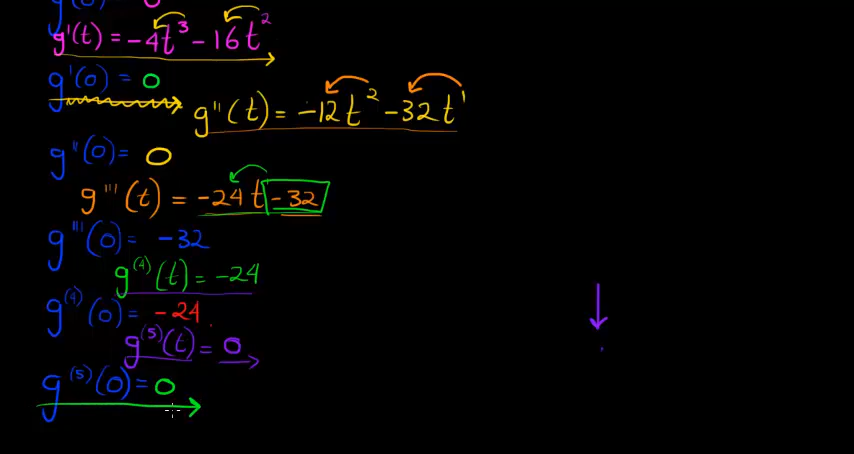 g'(t) = -4t³ - 16t²
g'(0) = 0
g''(t) = -12t² - 32t¹
g''(0) = 0
g'''(t) = -24t - 32
g'''(0) = -32
g⁽⁴⁾(t) = -24
g⁽⁴⁾(0) = -24.
g⁽⁵⁾(t) = 0
g⁽⁵⁾(0) = 0